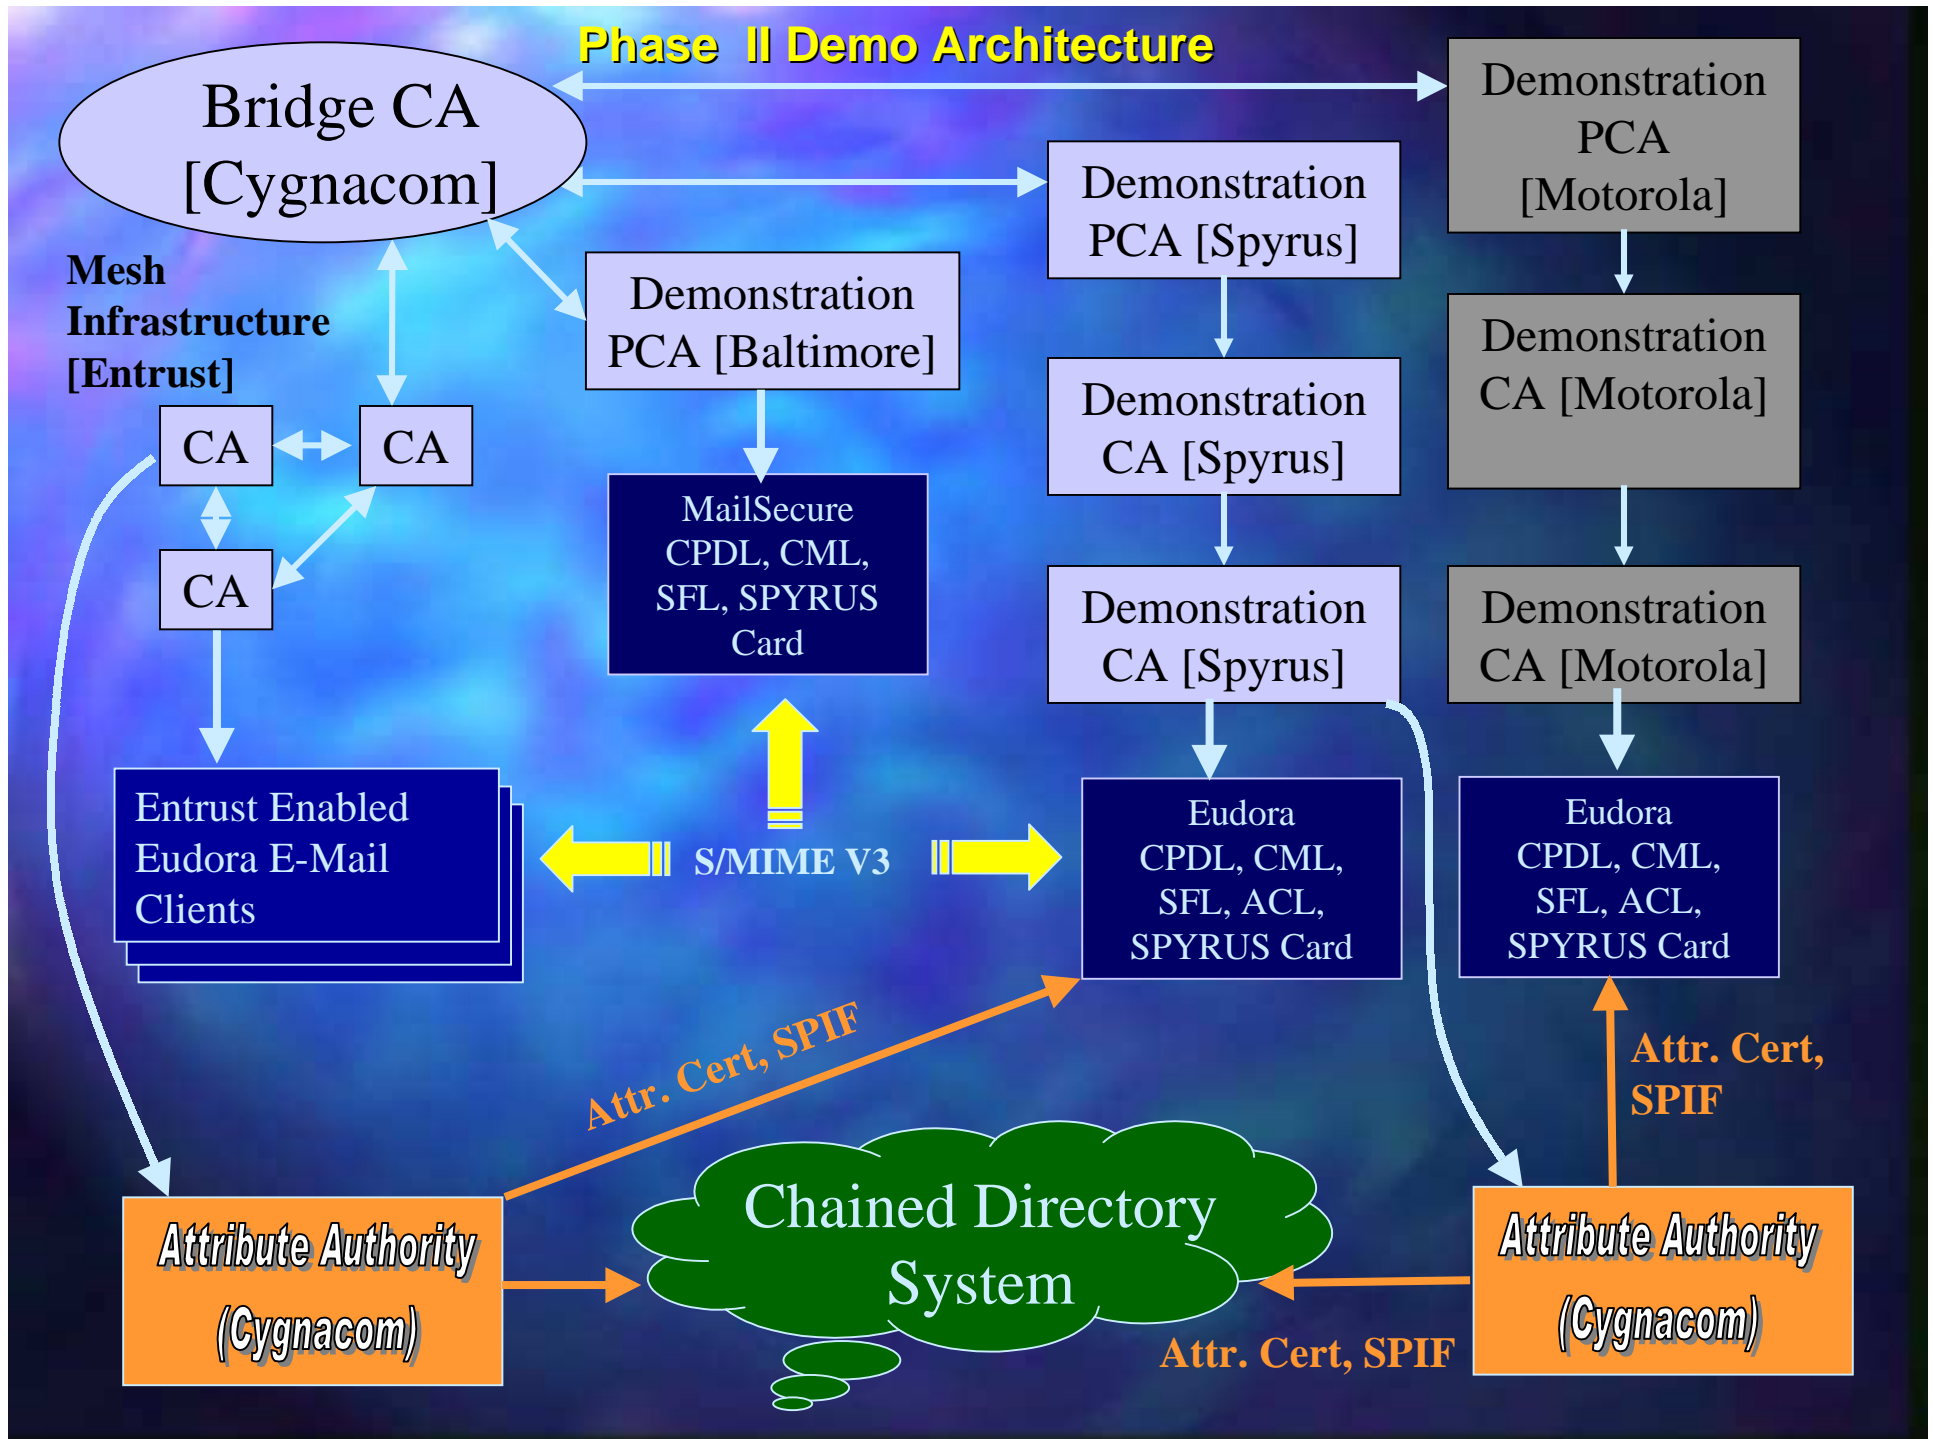 Phase II Demo Architecture
Bridge CA
[Cygnacom]
Demonstration
PCA
[Motorola]
Demonstration
PCA [Spyrus]
Mesh
Infrastructure
[Entrust]
Demonstration
PCA [Baltimore]
Demonstration
CA [Motorola]
Demonstration
CA [Spyrus]
CA
CA
CA
MailSecure
CPDL, CML,
SFL, SPYRUS
Card
Demonstration
CA [Spyrus]
Demonstration
CA [Motorola]
Entrust Enabled
Eudora E-Mail
Clients
S/MIME V3
Eudora
CPDL, CML,
SFL, ACL,
SPYRUS Card
Eudora
CPDL, CML,
SFL, ACL,
SPYRUS Card
Attr. Cert, SPIF
Attr. Cert,
SPIF
Attribute Authority
(Cygnacom)
Chained Directory
System
Attribute Authority
(Cygnacom)
Attr. Cert, SPIF